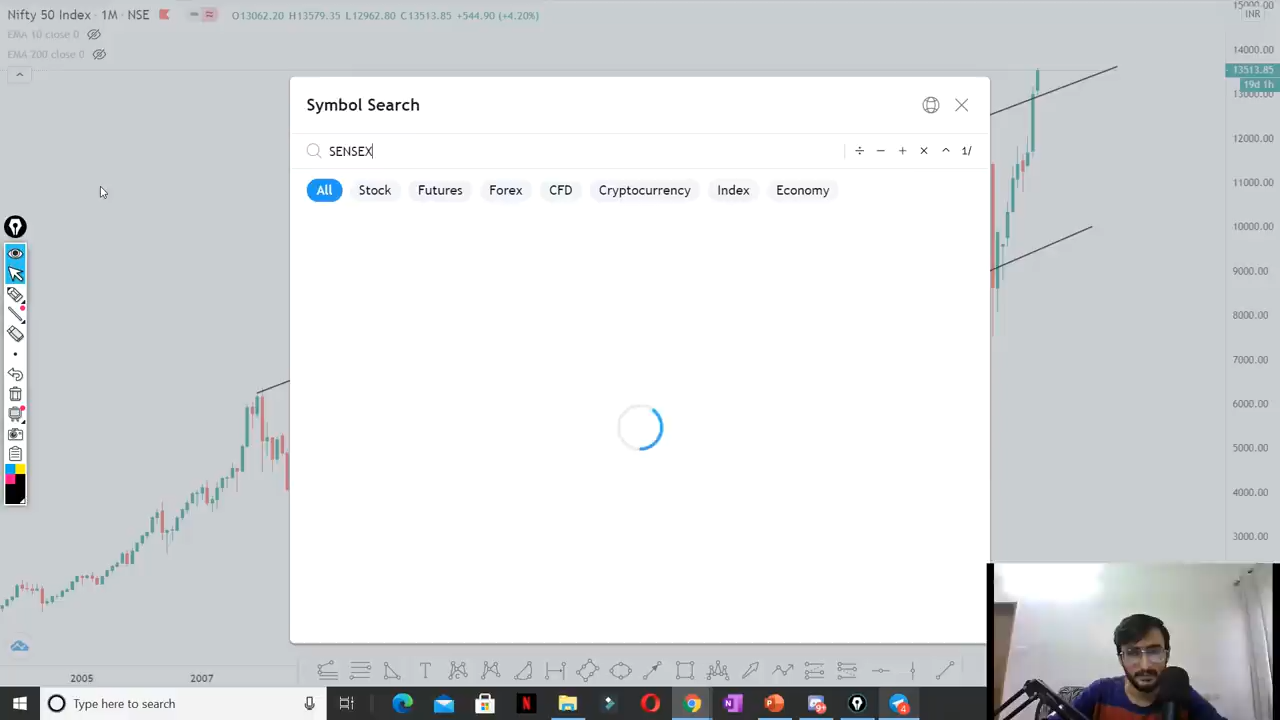 Nifty 50 Index · 1M · NSE
O13062.20 H13579.35 L12962.80 C13513.85 +544.90 (+4.20%)
EMA 10 close 0
EMA 200 close 0
15000.00
INR
14000.00
13513.85
19d 1h
13000.00
12000.00
11000.00
10000.00
9000.00
8000.00
7000.00
6000.00
5000.00
4000.00
3000.00
Symbol Search
SENSEX
÷ − + × ^ 1/
All Stock Futures Forex CFD Cryptocurrency Index Economy
2005 2007
Type here to search